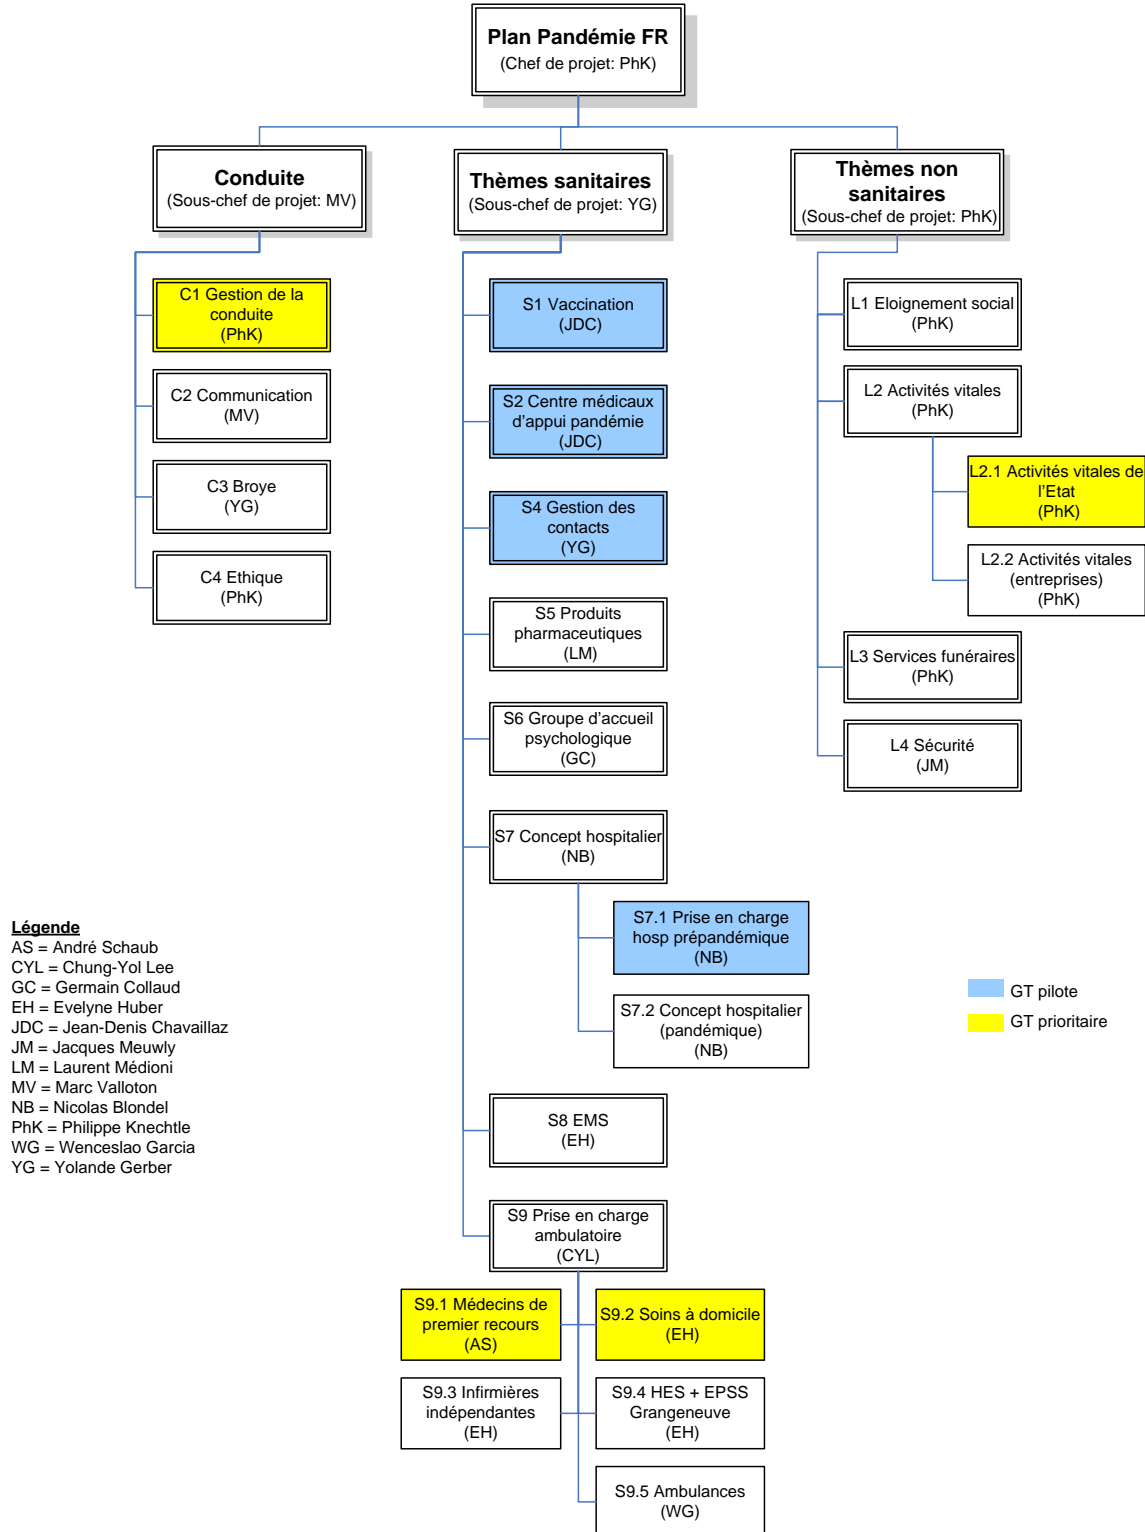 Plan Pandémie FR
(Chef de projet: PhK)
Conduite
(Sous-chef de projet: MV)
Thèmes sanitaires
(Sous-chef de projet: YG)
Thèmes non
sanitaires
(Sous-chef de projet: PhK)
C1 Gestion de la
conduite
(PhK)
C2 Communication
(MV)
C3 Broye
(YG)
C4 Ethique
(PhK)
S1 Vaccination
(JDC)
S2 Centre médicaux
d'appui pandémie
(JDC)
S4 Gestion des
contacts
(YG)
S5 Produits
pharmaceutiques
(LM)
S6 Groupe d'accueil
psychologique
(GC)
S7 Concept hospitalier
(NB)
S7.1 Prise en charge
hosp prépandémique
(NB)
S7.2 Concept hospitalier
(pandémique)
(NB)
S8 EMS
(EH)
S9 Prise en charge
ambulatoire
(CYL)
S9.1 Médecins de
premier recours
(AS)
S9.2 Soins à domicile
(EH)
S9.3 Infirmières
indépendantes
(EH)
S9.4 HES + EPSS
Grangeneuve
(EH)
S9.5 Ambulances
(WG)
L1 Eloignement social
(PhK)
L2 Activités vitales
(PhK)
L2.1 Activités vitales de
l'Etat
(PhK)
L2.2 Activités vitales
(entreprises)
(PhK)
L3 Services funéraires
(PhK)
L4 Sécurité
(JM)
Légende
AS = André Schaub
CYL = Chung-Yol Lee
GC = Germain Collaud
EH = Evelyne Huber
JDC = Jean-Denis Chavaillaz
JM = Jacques Meuwly
LM = Laurent Médioni
MV = Marc Valloton
NB = Nicolas Blondel
PhK = Philippe Knechtle
WG = Wenceslao Garcia
YG = Yolande Gerber
GT pilote
GT prioritaire